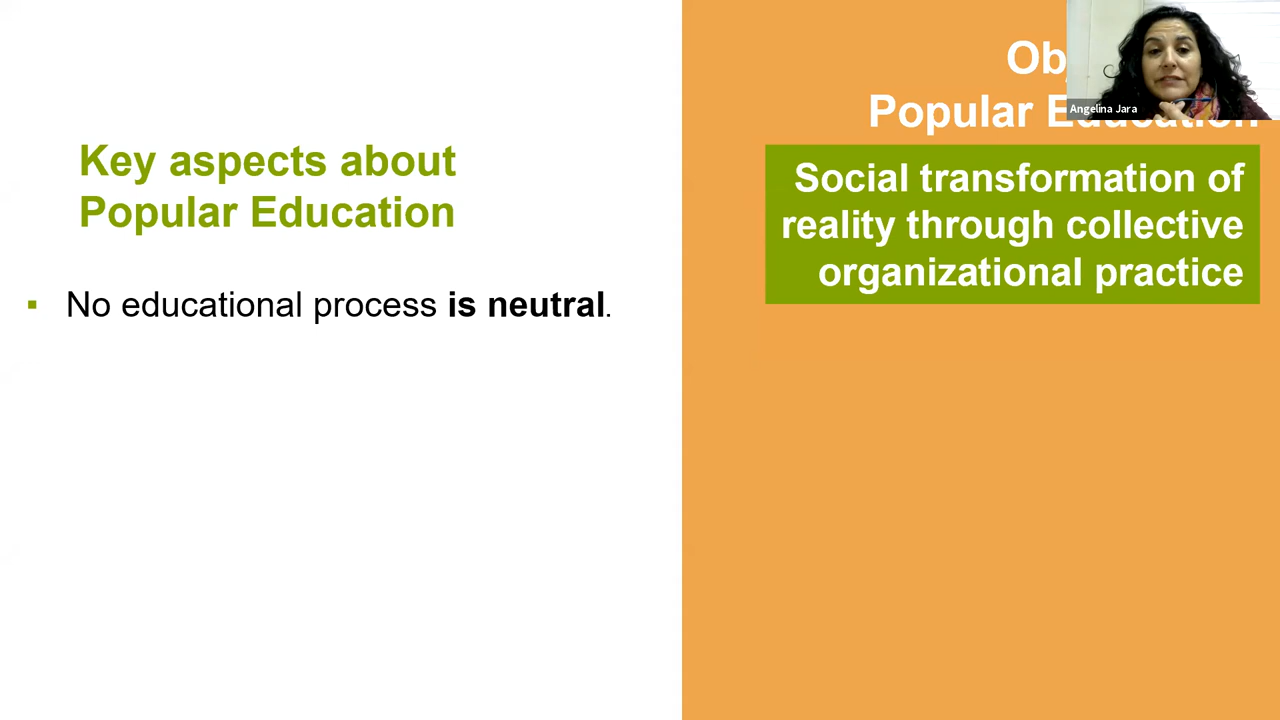 Key aspects about
Popular Education
▪ No educational process is neutral.
Popular Education
Angelina Jara
Social transformation of
reality through collective
organizational practice